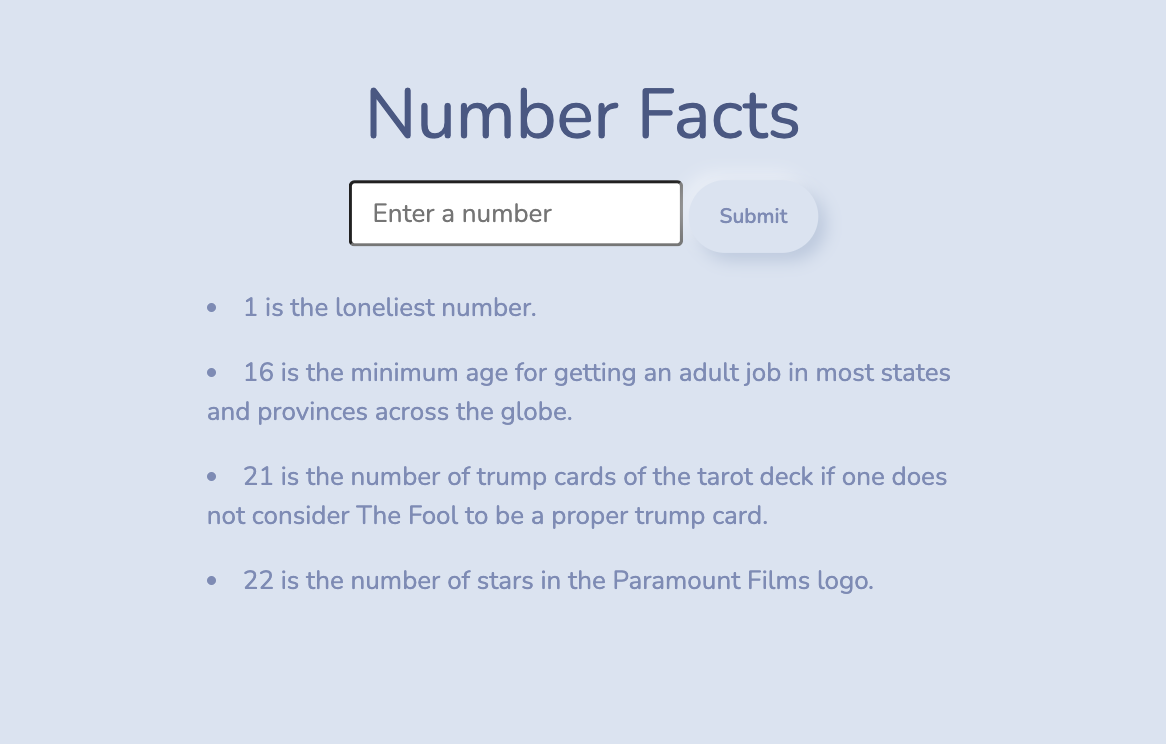 Number Facts
Enter a number
Submit
• 1 is the loneliest number.
• 16 is the minimum age for getting an adult job in most states
and provinces across the globe.
• 21 is the number of trump cards of the tarot deck if one does
not consider The Fool to be a proper trump card.
• 22 is the number of stars in the Paramount Films logo.